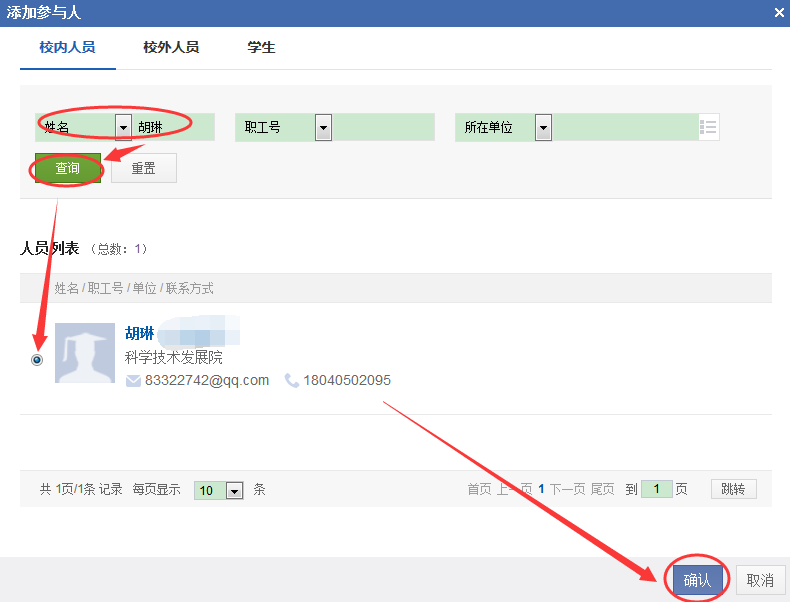 添加参与人
校内人员 校外人员 学生
姓名 胡琳 职工号 所在单位
查询 重置
人员列表 （总数：1）
姓名 / 职工号 / 单位 / 联系方式
胡琳
科学技术发展院
83322742@qq.com 18040502095
共 1页/1条 记录 每页显示 10 条 首页 上一页 1 下一页 尾页 到 1 页 跳转
确认 取消